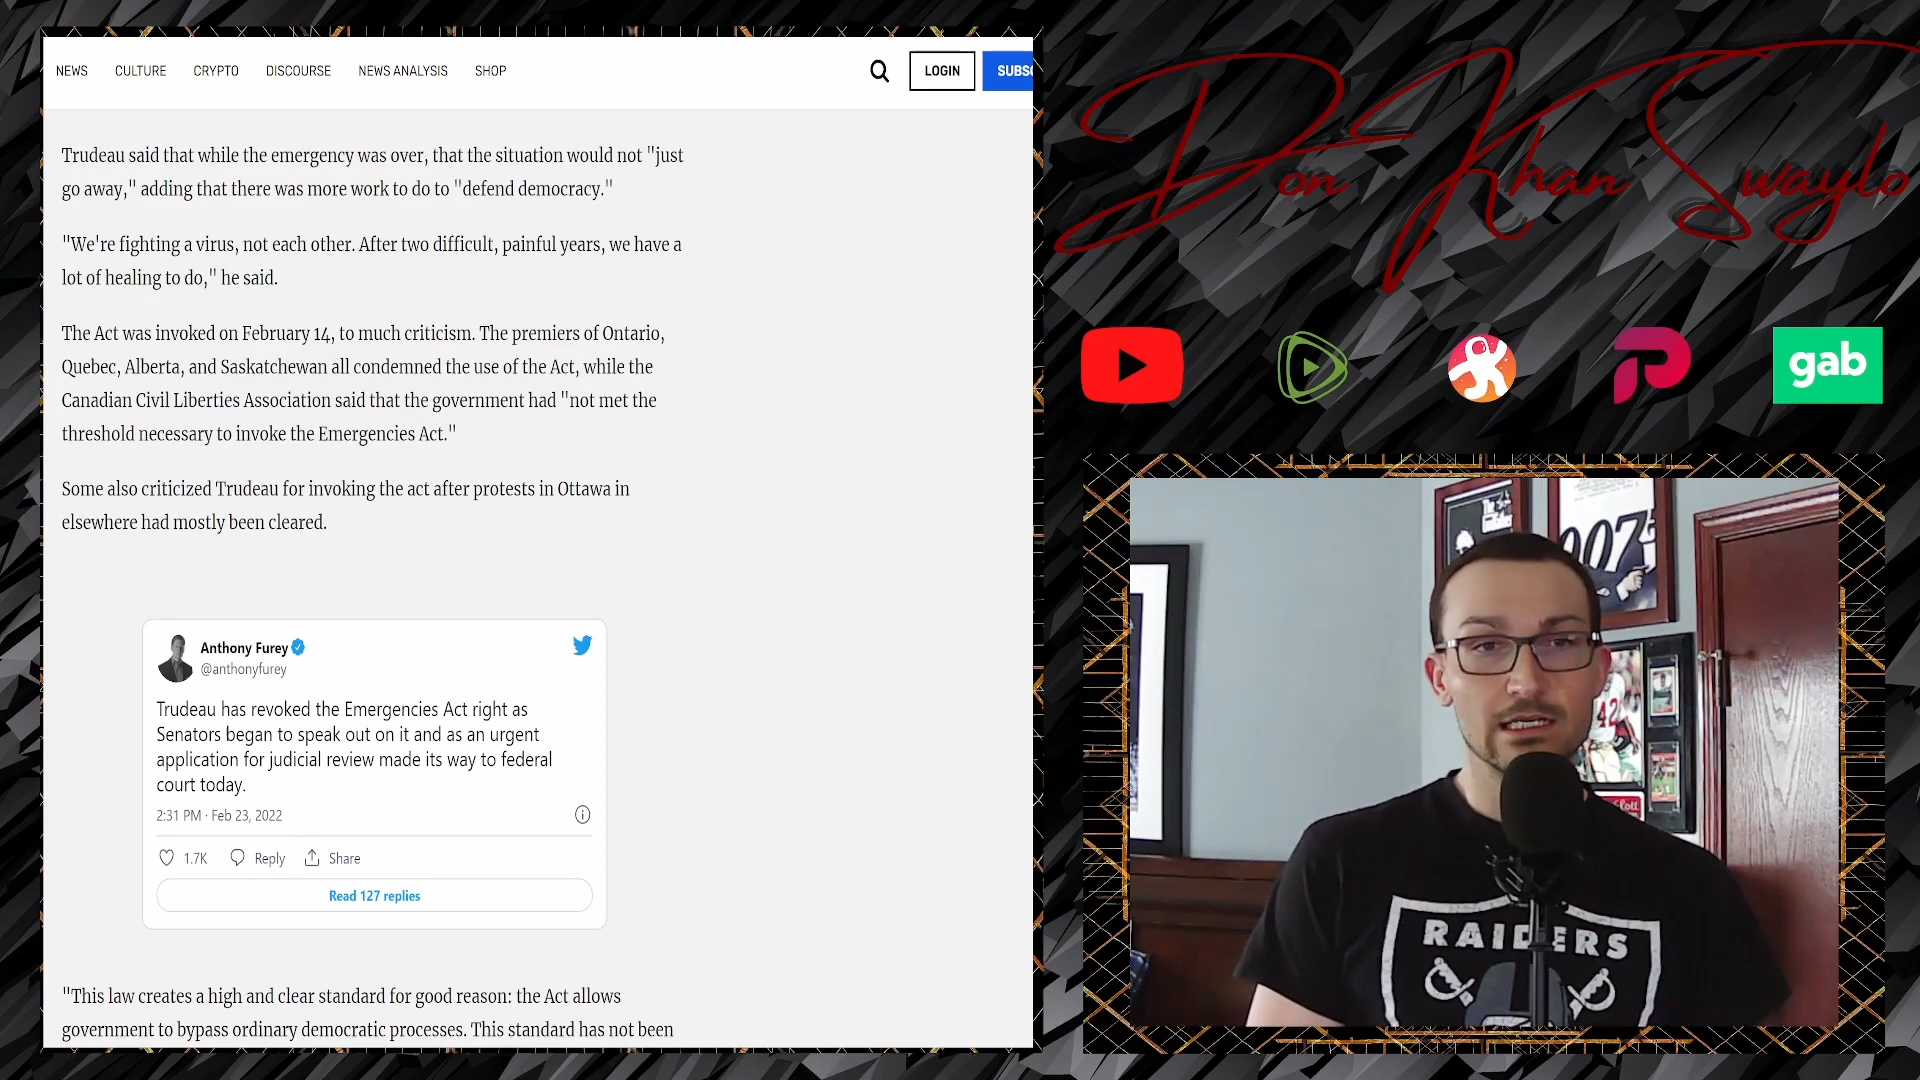 NEWS CULTURE CRYPTO DISCOURSE NEWS ANALYSIS SHOP LOGIN SUBSC
Trudeau said that while the emergency was over, that the situation would not "just
go away," adding that there was more work to do to "defend democracy."
"We're fighting a virus, not each other. After two difficult, painful years, we have a
lot of healing to do," he said.
The Act was invoked on February 14, to much criticism. The premiers of Ontario,
Quebec, Alberta, and Saskatchewan all condemned the use of the Act, while the
Canadian Civil Liberties Association said that the government had "not met the
threshold necessary to invoke the Emergencies Act."
Some also criticized Trudeau for invoking the act after protests in Ottawa in
elsewhere had mostly been cleared.
Anthony Furey
@anthonyfurey
Trudeau has revoked the Emergencies Act right as
Senators began to speak out on it and as an urgent
application for judicial review made its way to federal
court today.
2:31 PM · Feb 23, 2022
1.7K Reply Share
Read 127 replies
"This law creates a high and clear standard for good reason: the Act allows
government to bypass ordinary democratic processes. This standard has not been
Don Khan Swaylo
gab
007
42
RAIDERS